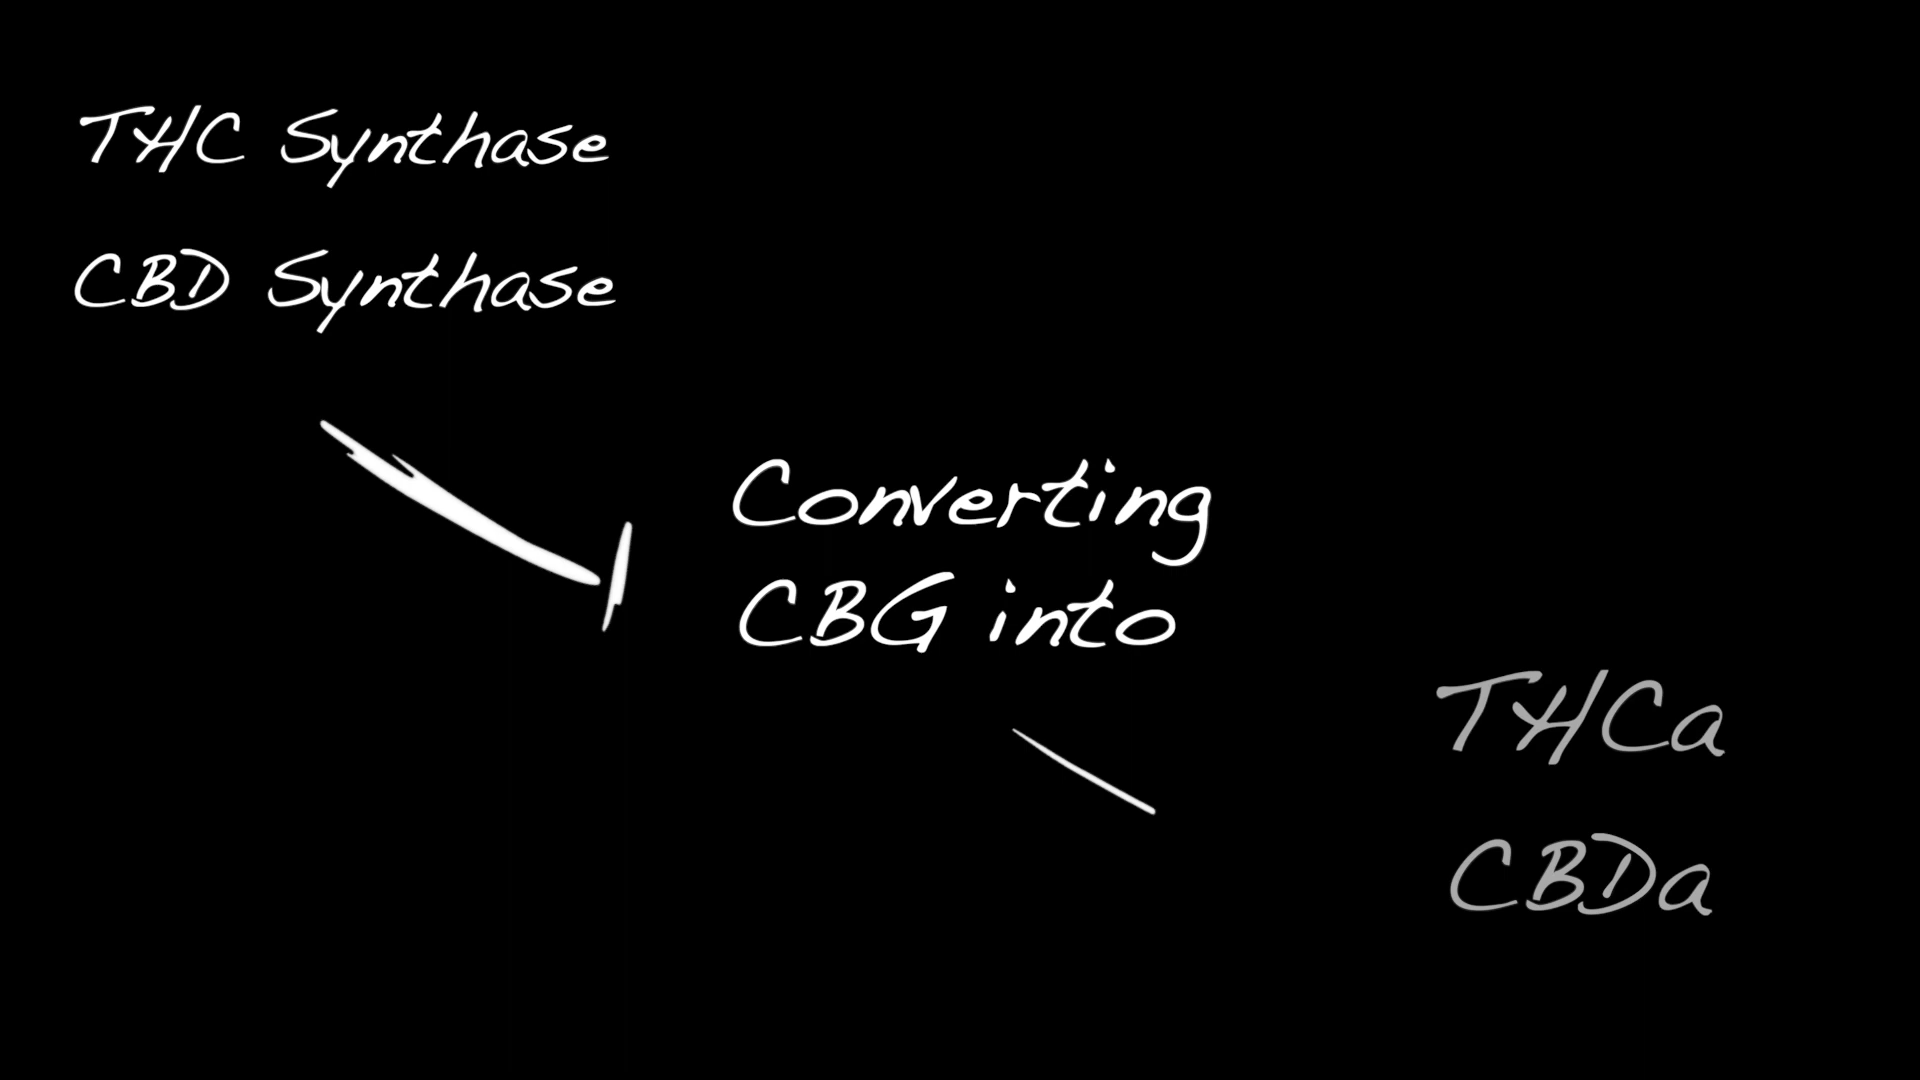 THC Synthase
CBD Synthase
Converting
CBG into
THCa
CBDa